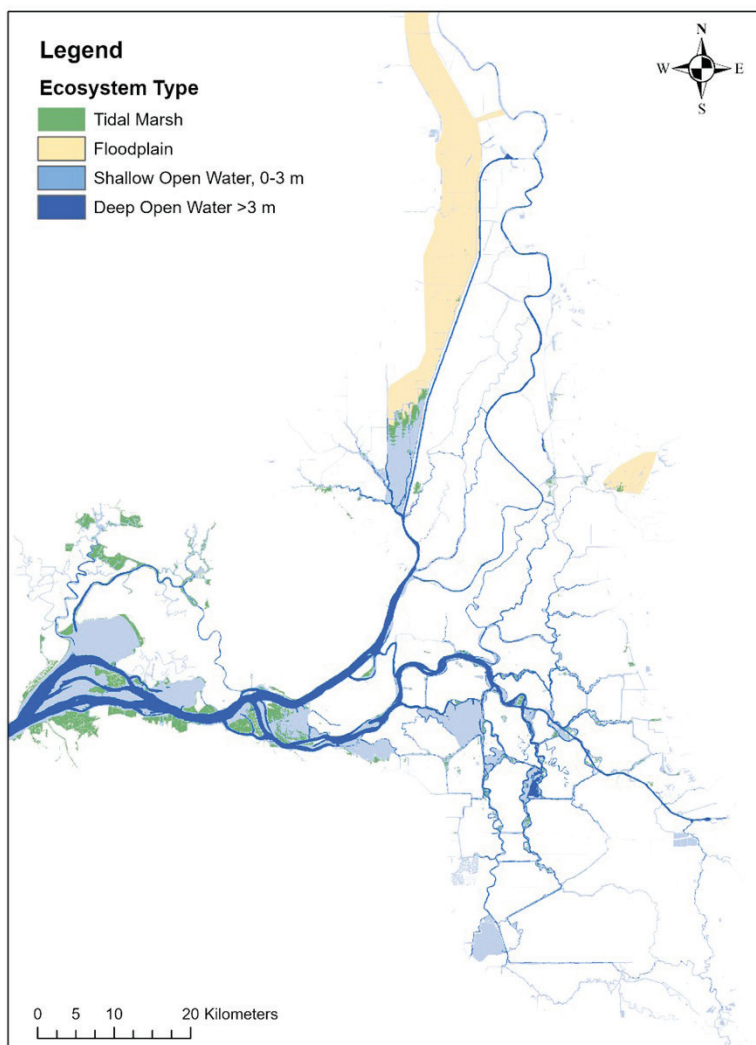 Legend
N
W E
S
Ecosystem Type
Tidal Marsh
Floodplain
Shallow Open Water, 0-3 m
Deep Open Water >3 m
0 5 10 20 Kilometers